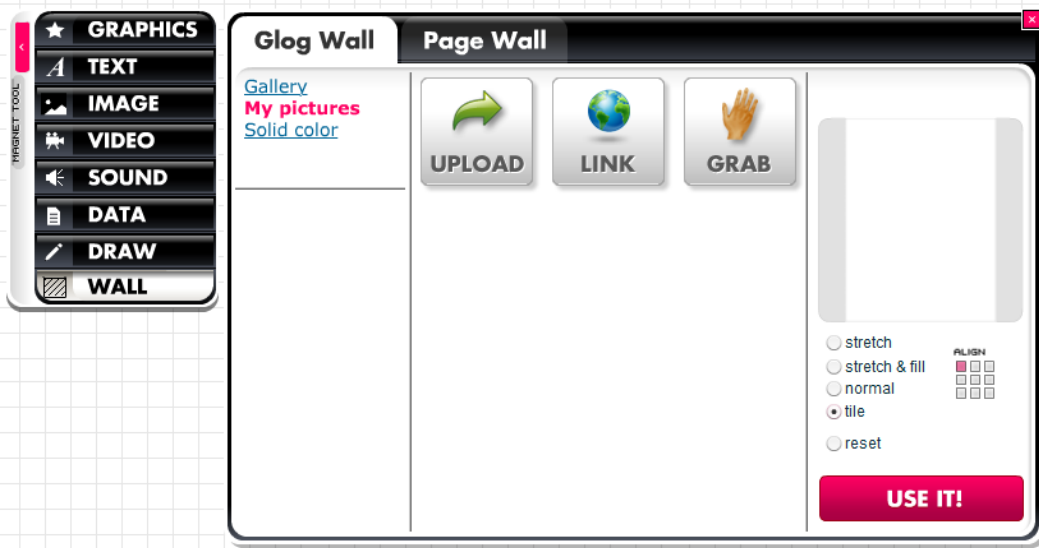 MAGNET TOOL
GRAPHICS
A TEXT
IMAGE
VIDEO
SOUND
DATA
DRAW
WALL
Glog Wall
Page Wall
Gallery
My pictures
Solid color
UPLOAD
LINK
GRAB
stretch
stretch & fill
normal
tile
reset
ALIGN
USE IT!